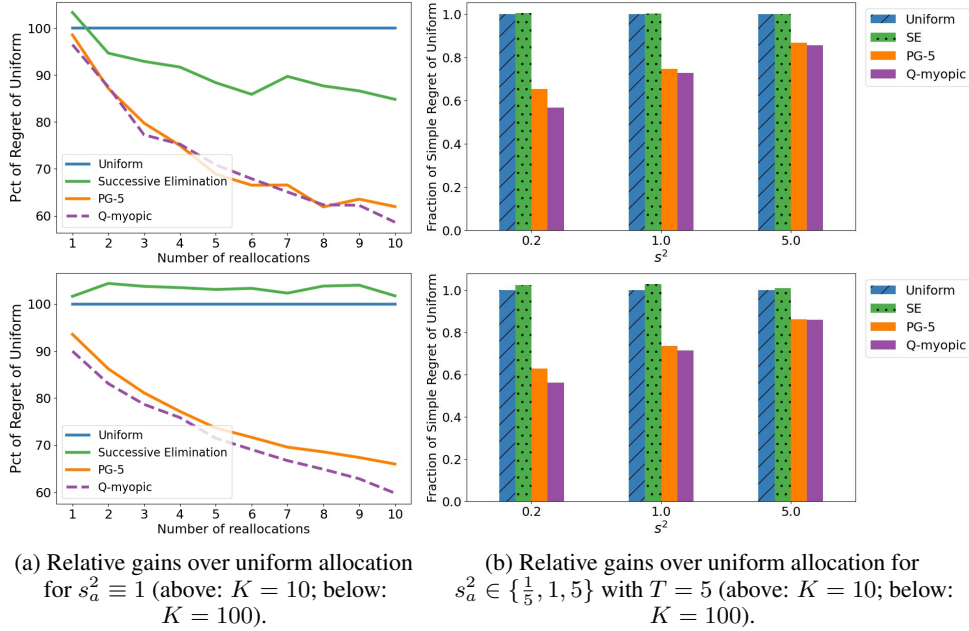 Pct of Regret of Uniform
100
90
80
70
60
Uniform
Successive Elimination
PG-5
Q-myopic
1 2 3 4 5 6 7 8 9 10
Number of reallocations
Fraction of Simple Regret of Uniform
1.0
0.8
0.6
0.4
0.2
0.0
0.2 1.0 5.0
s²
Uniform
SE
PG-5
Q-myopic
Pct of Regret of Uniform
100
90
80
70
60
Uniform
Successive Elimination
PG-5
Q-myopic
1 2 3 4 5 6 7 8 9 10
Number of reallocations
Fraction of Simple Regret of Uniform
1.0
0.8
0.6
0.4
0.2
0.0
0.2 1.0 5.0
s²
Uniform
SE
PG-5
Q-myopic
(a) Relative gains over uniform allocation
for $s_a^2 \equiv 1$ (above: $K = 10$; below:
$K = 100$).
(b) Relative gains over uniform allocation for
$s_a^2 \in \{\frac{1}{5}, 1, 5\}$ with $T = 5$ (above: $K = 10$; below:
$K = 100$).